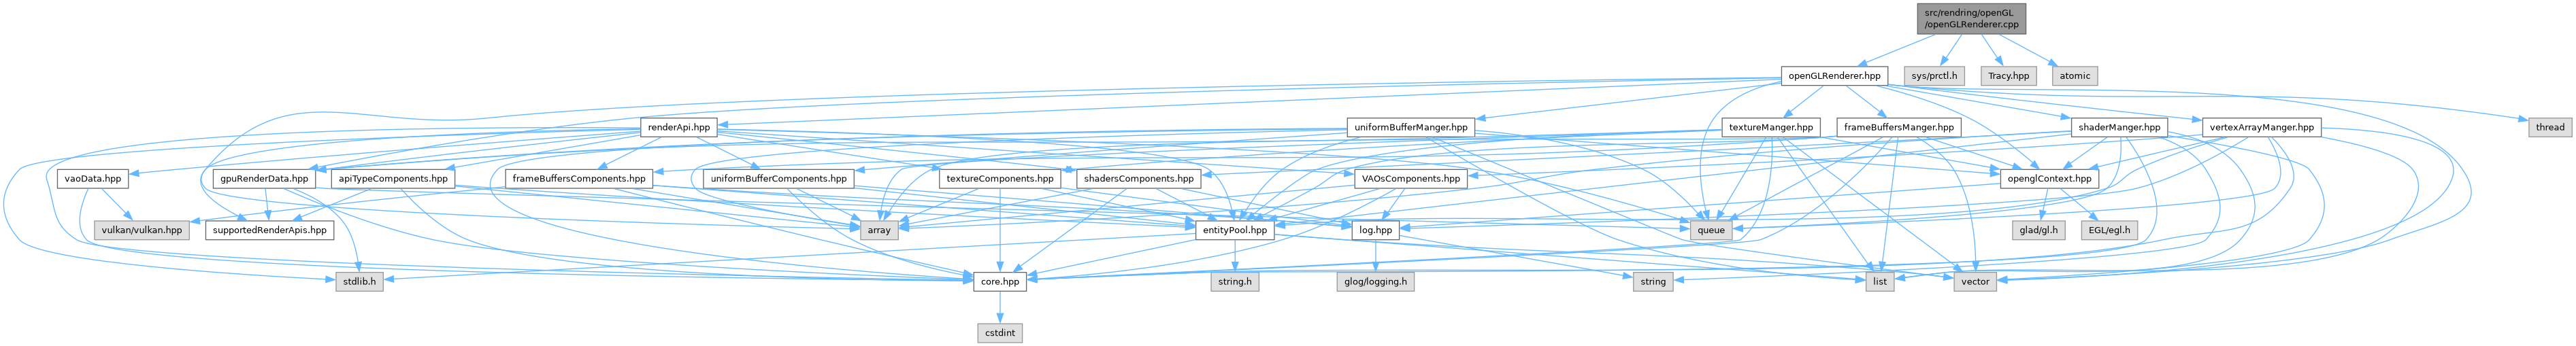 src/rendring/openGL
/openGLRenderer.cpp
openGLRenderer.hpp
sys/prctl.h
Tracy.hpp
atomic
renderApi.hpp
uniformBufferManger.hpp
textureManger.hpp
frameBuffersManger.hpp
shaderManger.hpp
vertexArrayManger.hpp
thread
vaoData.hpp
gpuRenderData.hpp
apiTypeComponents.hpp
frameBuffersComponents.hpp
uniformBufferComponents.hpp
textureComponents.hpp
shadersComponents.hpp
VAOsComponents.hpp
openglContext.hpp
vulkan/vulkan.hpp
supportedRenderApis.hpp
array
entityPool.hpp
log.hpp
queue
glad/gl.h
EGL/egl.h
stdlib.h
core.hpp
string.h
glog/logging.h
string
list
vector
cstdint